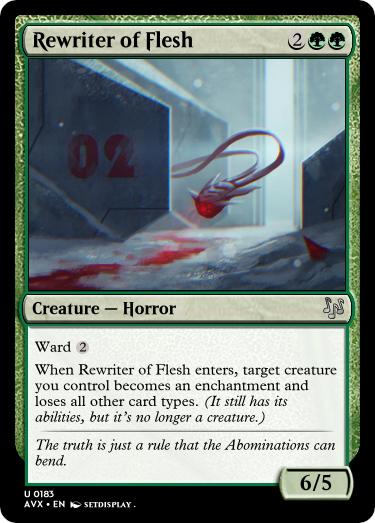 Rewriter of Flesh 2
02
Creature — Horror
Ward 2
When Rewriter of Flesh enters, target creature
you control becomes an enchantment and
loses all other card types. (It still has its
abilities, but it's no longer a creature.)
The truth is just a rule that the Abominations can
bend.
6/5
U 0183
AVX • EN SETDISPLAY .